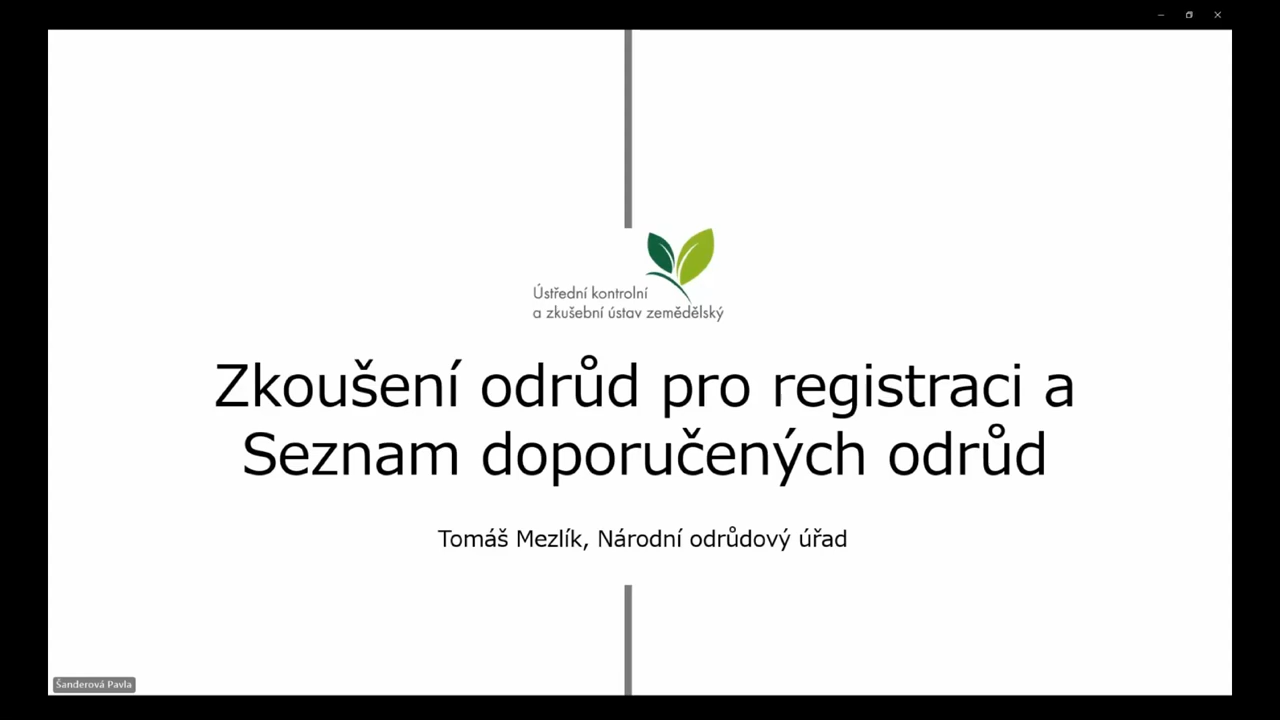 Ústřední kontrolní
a zkušební ústav zemědělský
Zkoušení odrůd pro registraci a
Seznam doporučených odrůd
Tomáš Mezlík, Národní odrůdový úřad
Šanderová Pavla